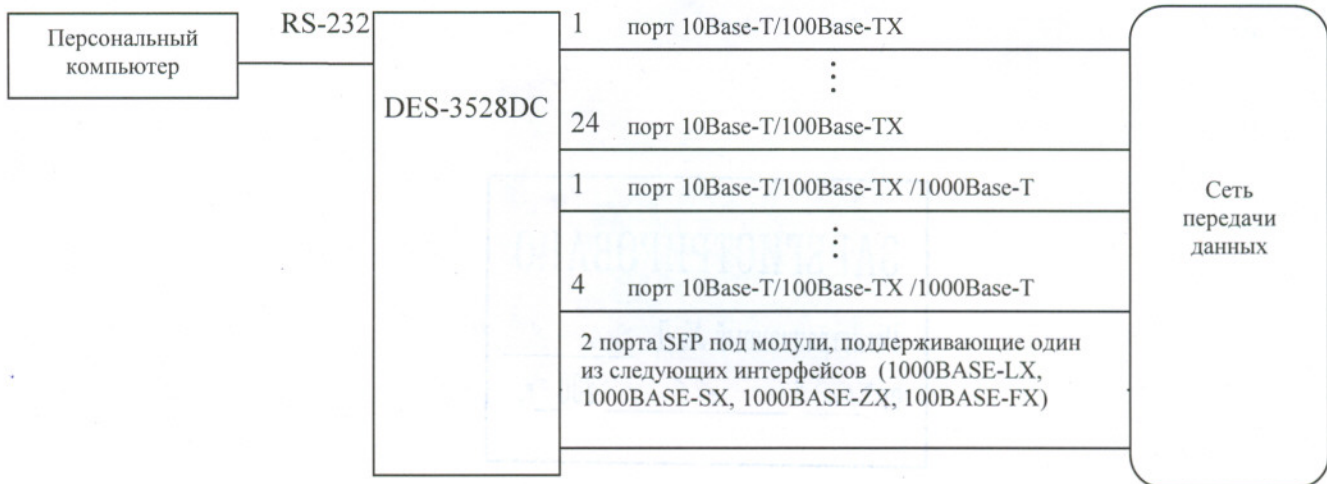 Персональный
компьютер
RS-232
DES-3528DC
1 порт 10Base-T/100Base-TX
24 порт 10Base-T/100Base-TX
1 порт 10Base-T/100Base-TX /1000Base-T
4 порт 10Base-T/100Base-TX /1000Base-T
2 порта SFP под модули, поддерживающие один
из следующих интерфейсов (1000BASE-LX,
1000BASE-SX, 1000BASE-ZX, 100BASE-FX)
Сеть
передачи
данных